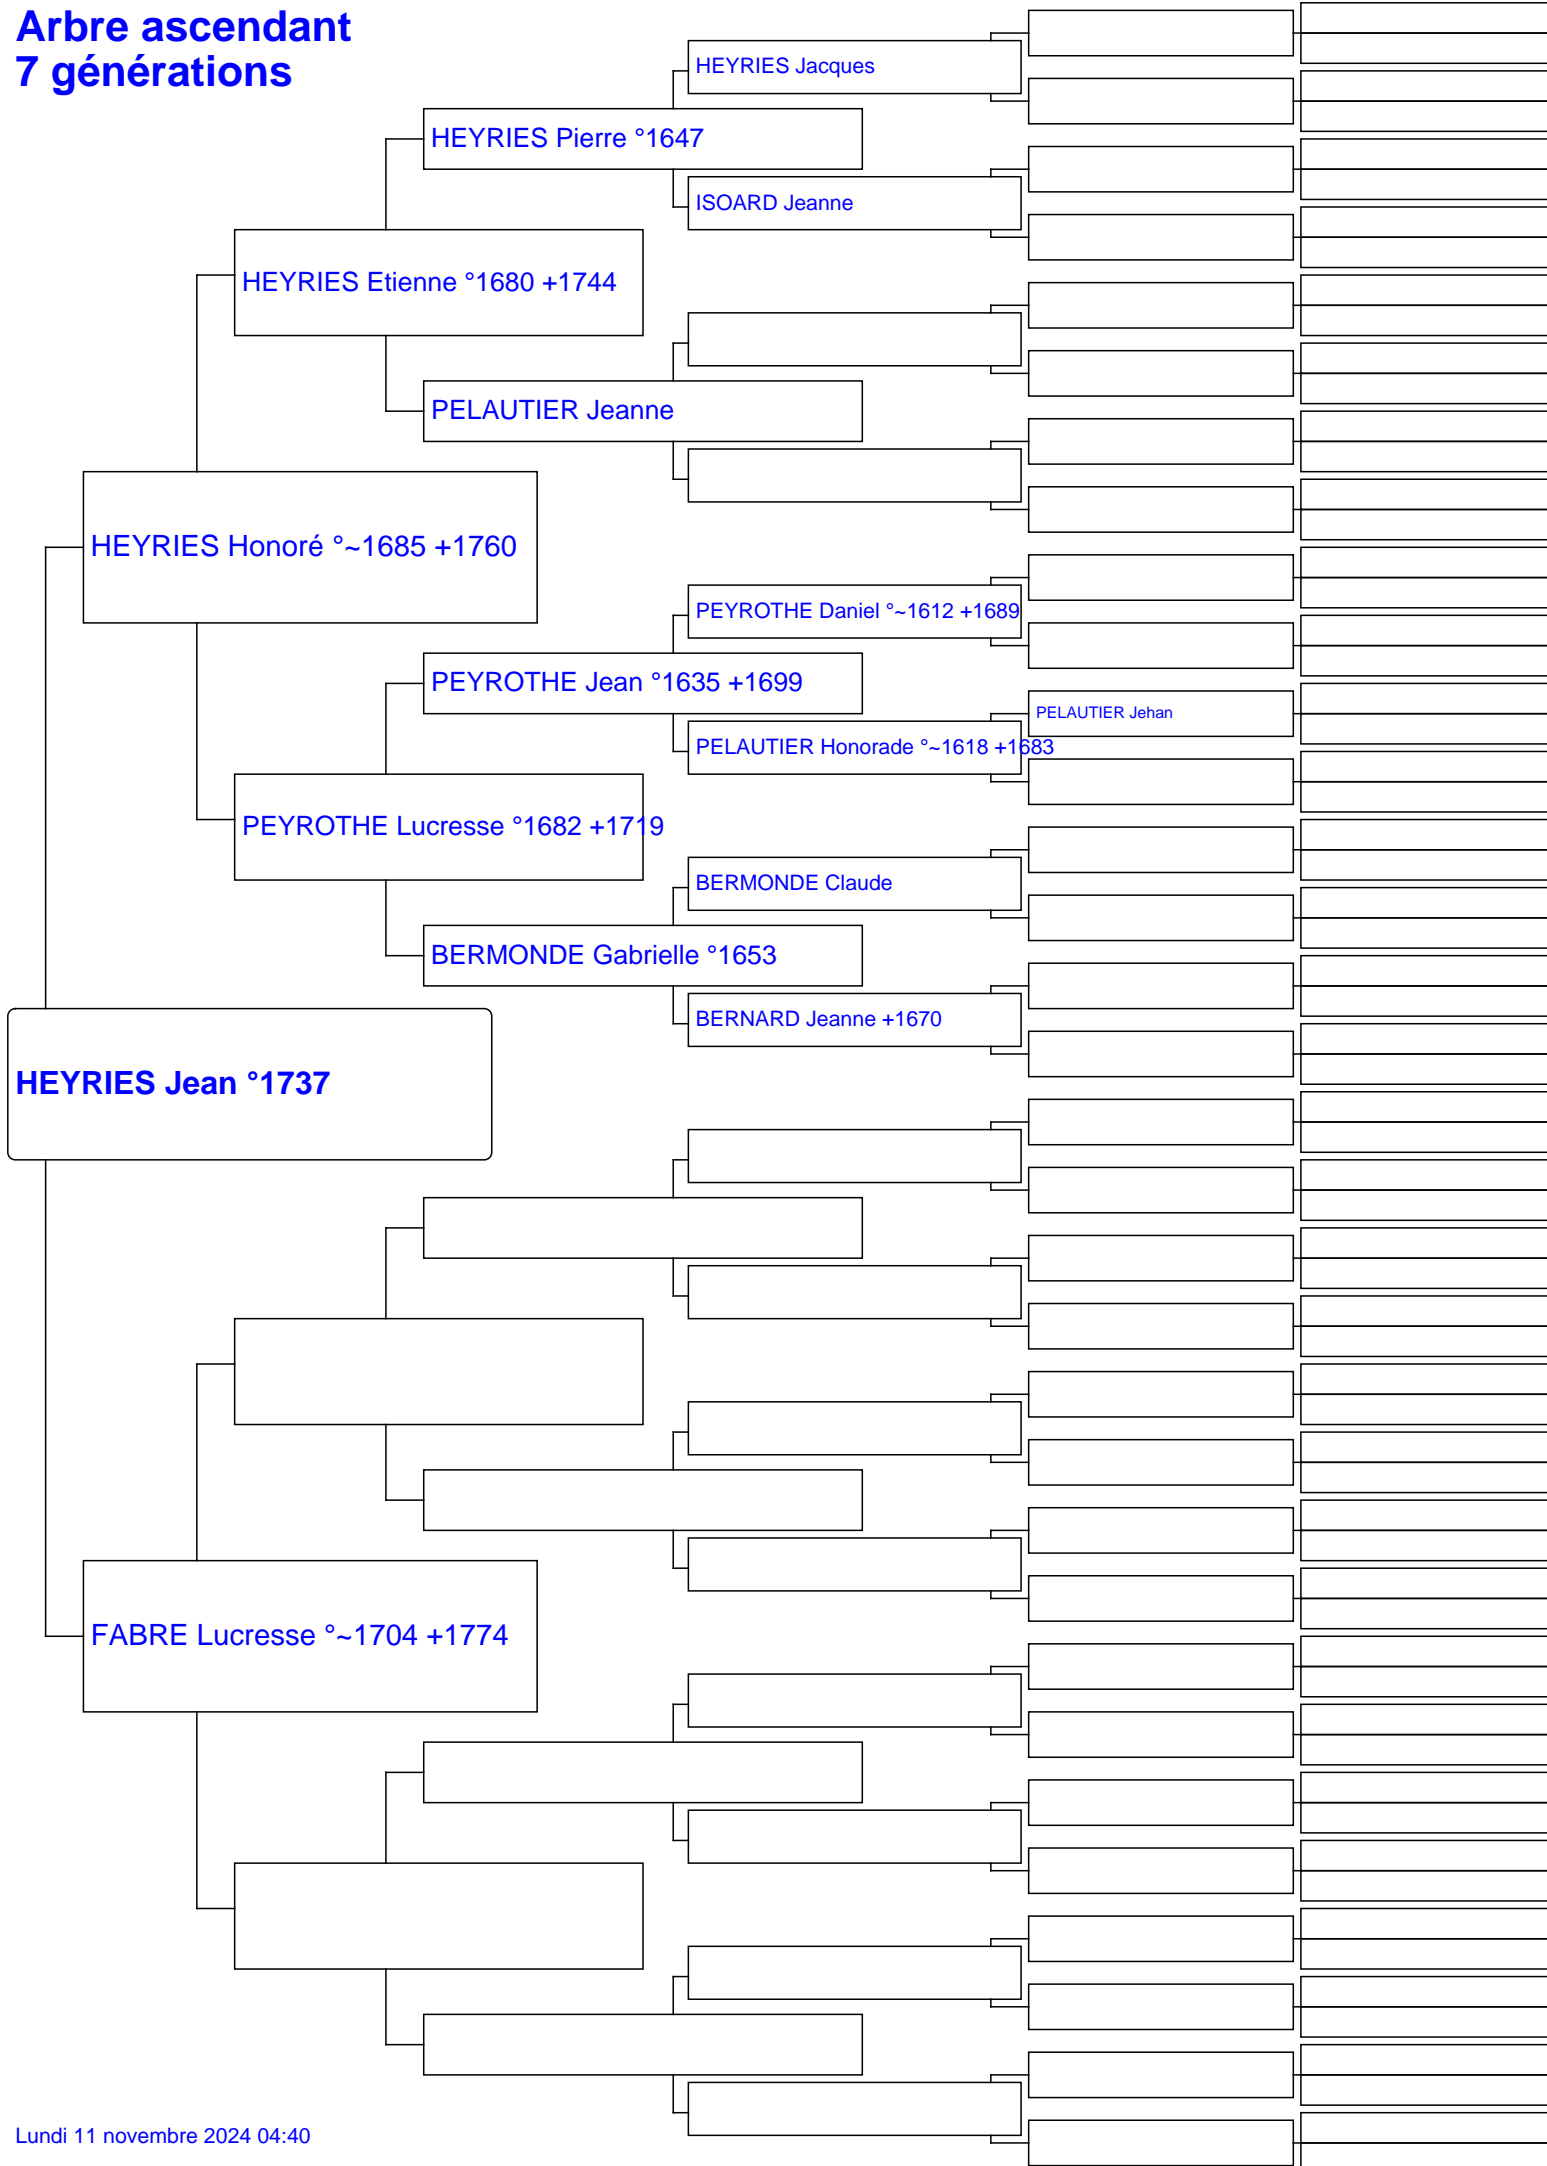 Arbre ascendant
7 générations
HEYRIES Jacques
HEYRIES Pierre °1647
ISOARD Jeanne
HEYRIES Etienne °1680 +1744
PELAUTIER Jeanne
HEYRIES Honoré °~1685 +1760
PEYROTHE Daniel °~1612 +1689
PEYROTHE Jean °1635 +1699
PELAUTIER Jehan
PELAUTIER Honorade °~1618 +1683
PEYROTHE Lucresse °1682 +1719
BERMONDE Claude
BERMONDE Gabrielle °1653
BERNARD Jeanne +1670
HEYRIES Jean °1737
FABRE Lucresse °~1704 +1774
Lundi 11 novembre 2024 04:40